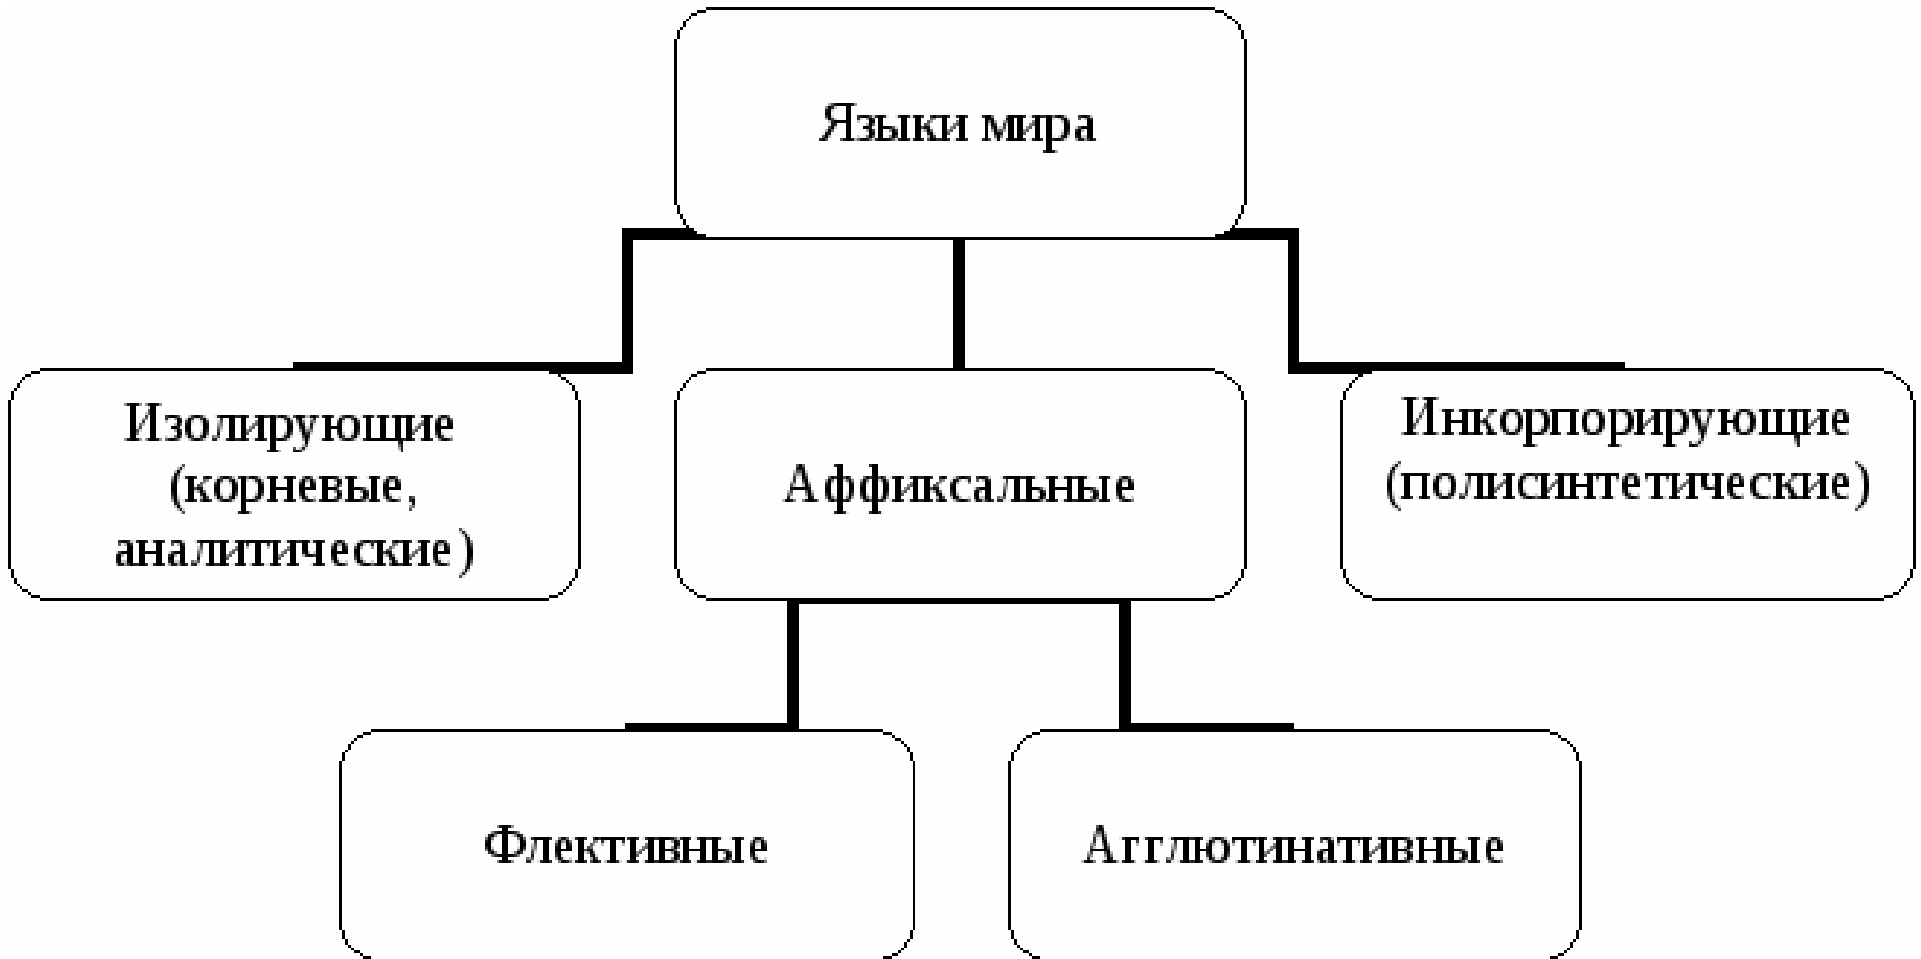 Языки мира
Изолирующие
(корневые,
аналитические)
Аффиксальные
Инкорпорирующие
(полисинтетические)
Флективные
Агглютинативные